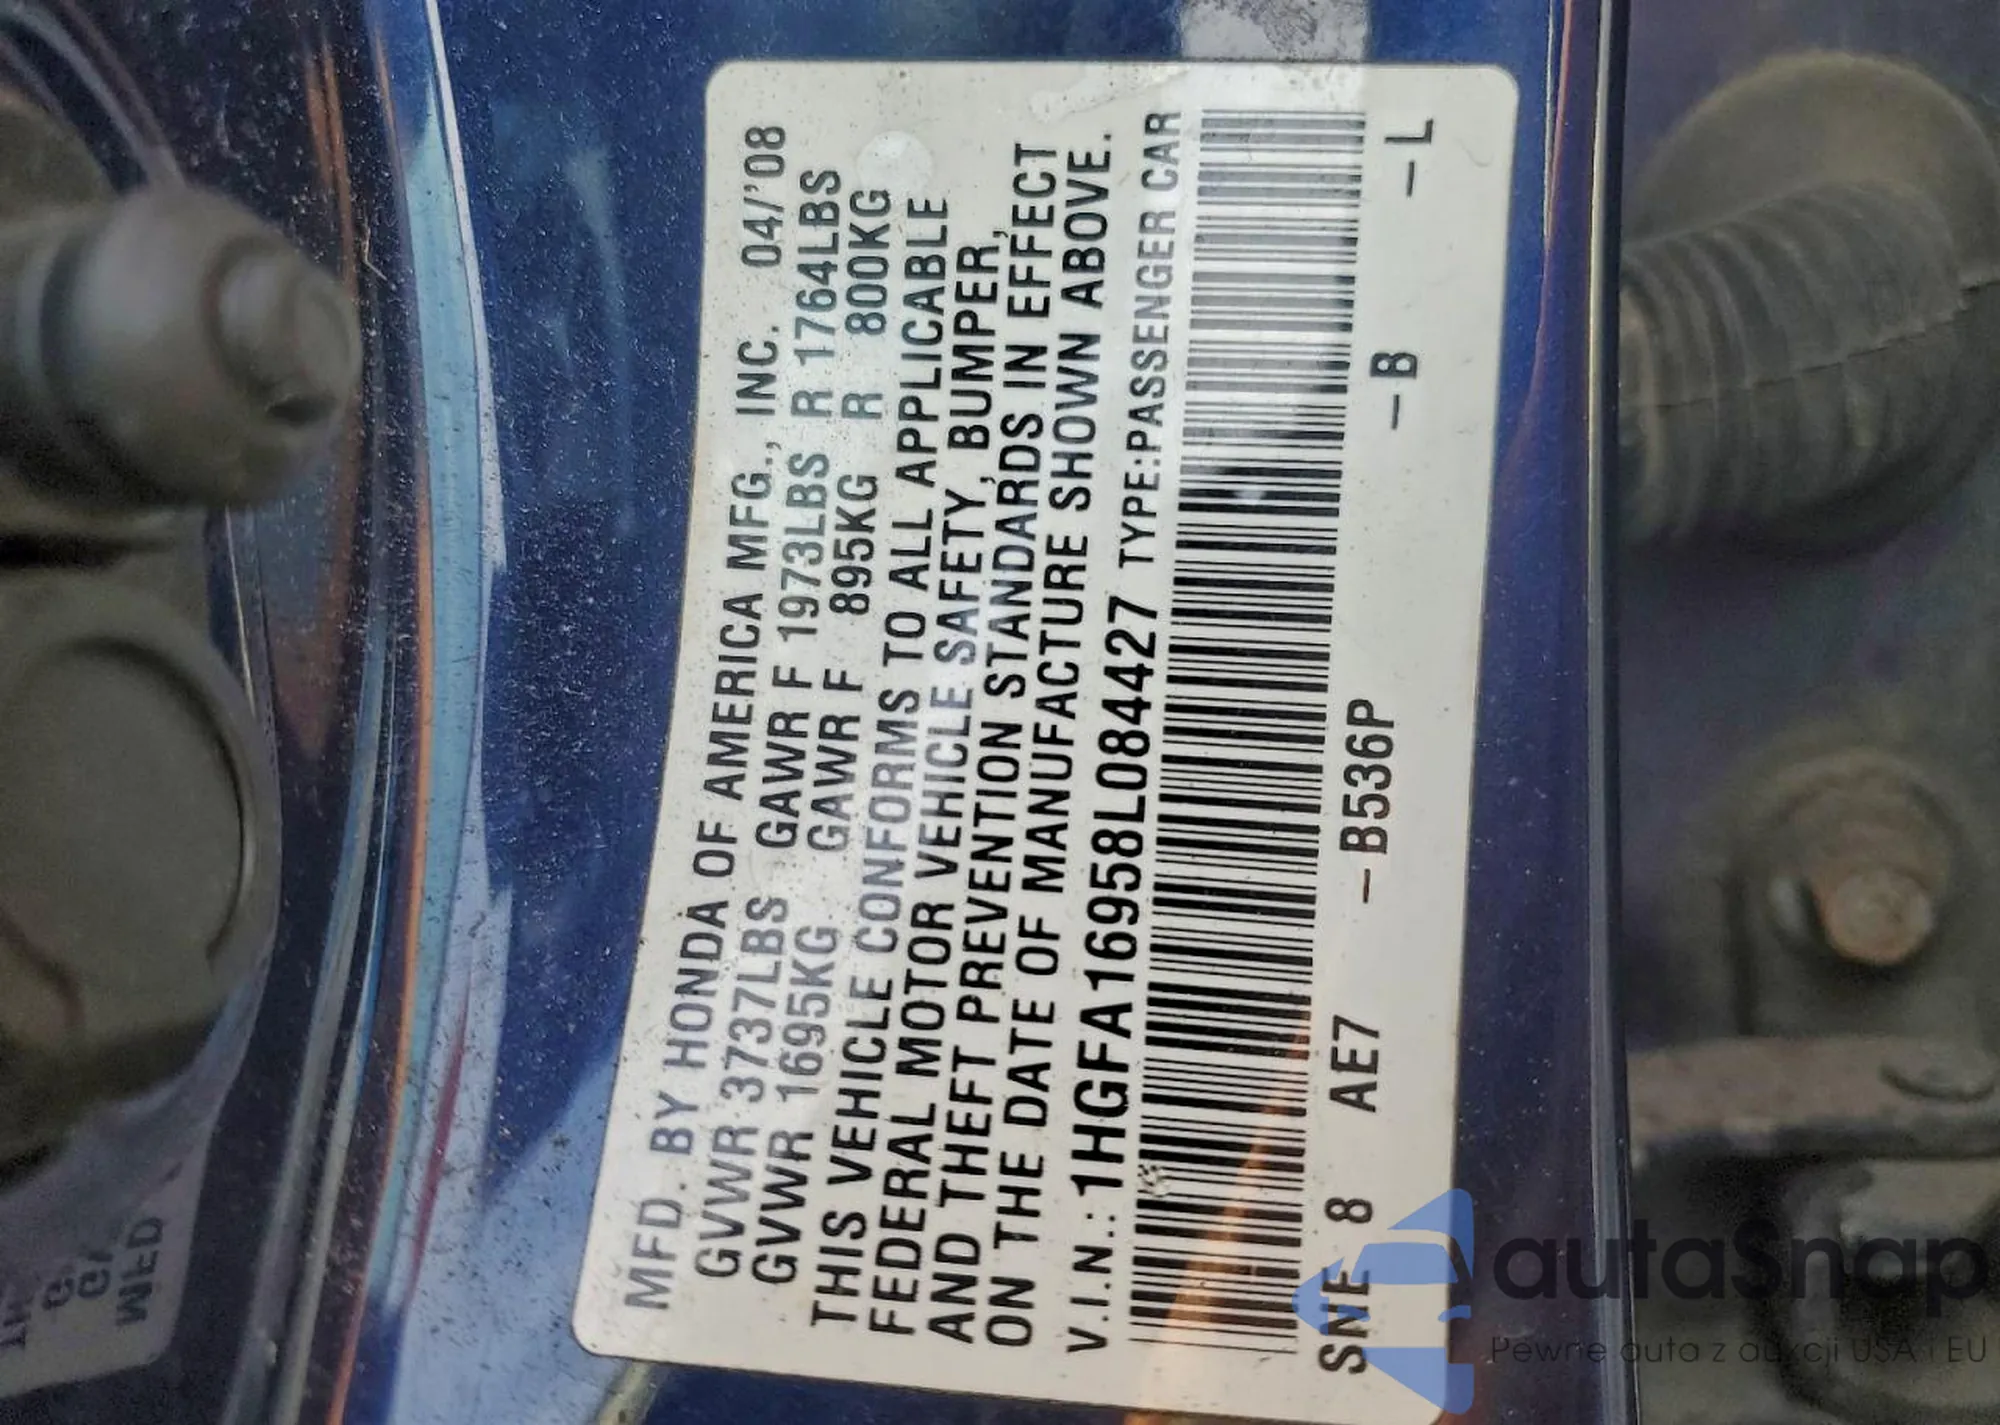 MFD. BY HONDA OF AMERICA MFG., INC. 04/'08
GVWR 3737LBS GAWR F 1973LBS R 1764LBS
GVWR 1695KG GAWR F 895KG R 800KG
THIS VEHICLE CONFORMS TO ALL APPLICABLE
FEDERAL MOTOR VEHICLE SAFETY, BUMPER,
AND THEFT PREVENTION STANDARDS IN EFFECT
ON THE DATE OF MANUFACTURE SHOWN ABOVE.
V.I.N.: 1HGFA16958L084427 TYPE:PASSENGER CAR
SNE 8 AE7 –B536P –B –L
autaSnap
Pewne auta z aukcji USA i EU
MFD